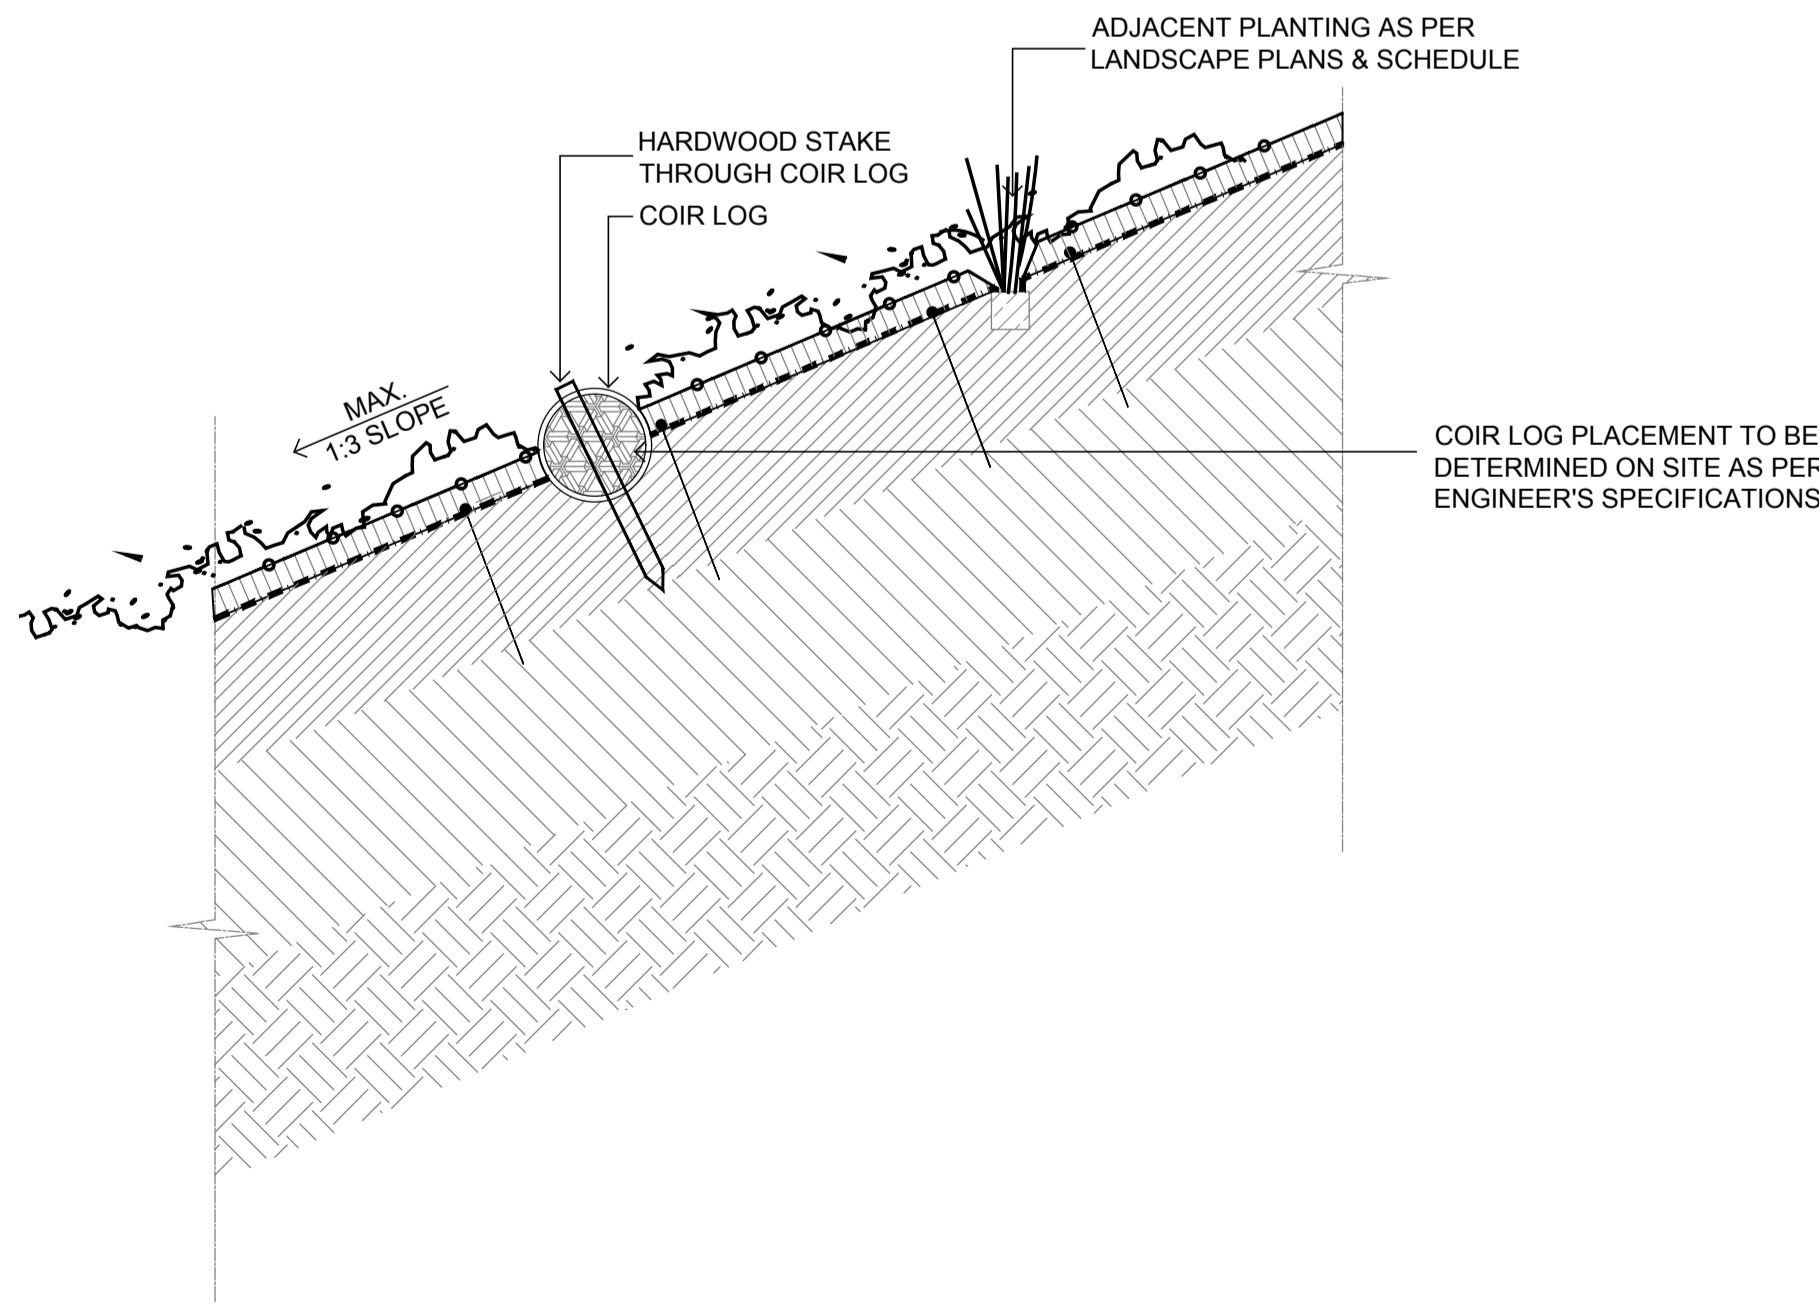 ADJACENT PLANTING AS PER
LANDSCAPE PLANS & SCHEDULE
HARDWOOD STAKE
THROUGH COIR LOG
COIR LOG
MAX.
1:3 SLOPE
COIR LOG PLACEMENT TO BE
DETERMINED ON SITE AS PER
ENGINEER'S SPECIFICATIONS